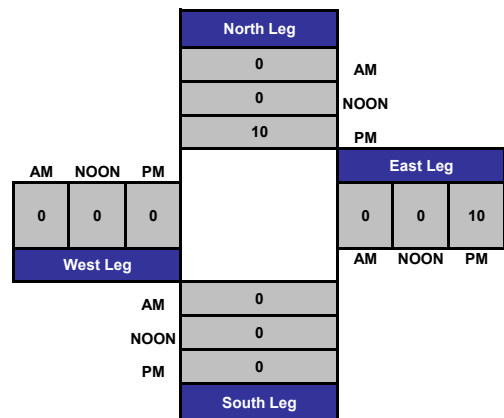 North Leg
0 AM
0 NOON
10 PM
AM NOON PM
East Leg
0 0 0
0 0 10
West Leg
AM NOON PM
AM 0
NOON 0
PM 0
South Leg